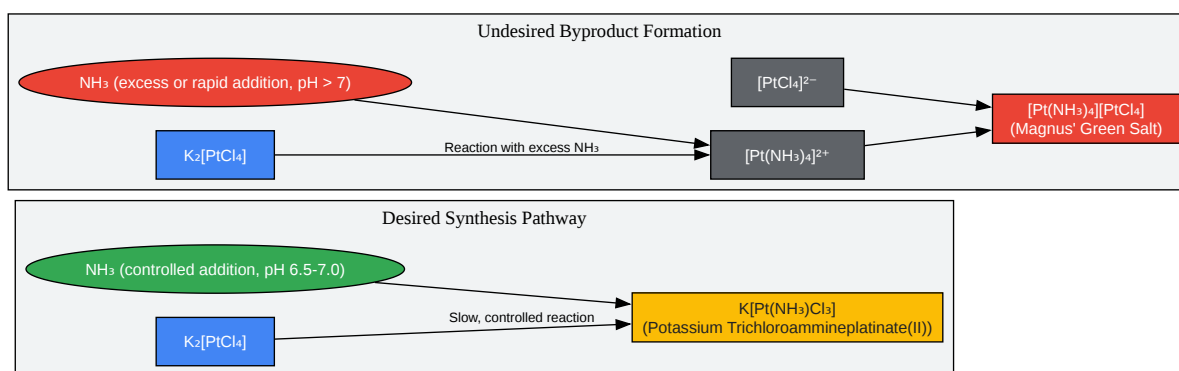 Undesired Byproduct Formation
NH₃ (excess or rapid addition, pH > 7)
[PtCl₄]²⁻
[Pt(NH₃)₄][PtCl₄]
(Magnus' Green Salt)
K₂[PtCl₄]
Reaction with excess NH₃
[Pt(NH₃)₄]²⁺
Desired Synthesis Pathway
NH₃ (controlled addition, pH 6.5-7.0)
K[Pt(NH₃)Cl₃]
(Potassium Trichloroammineplatinate(II))
Slow, controlled reaction
K₂[PtCl₄]